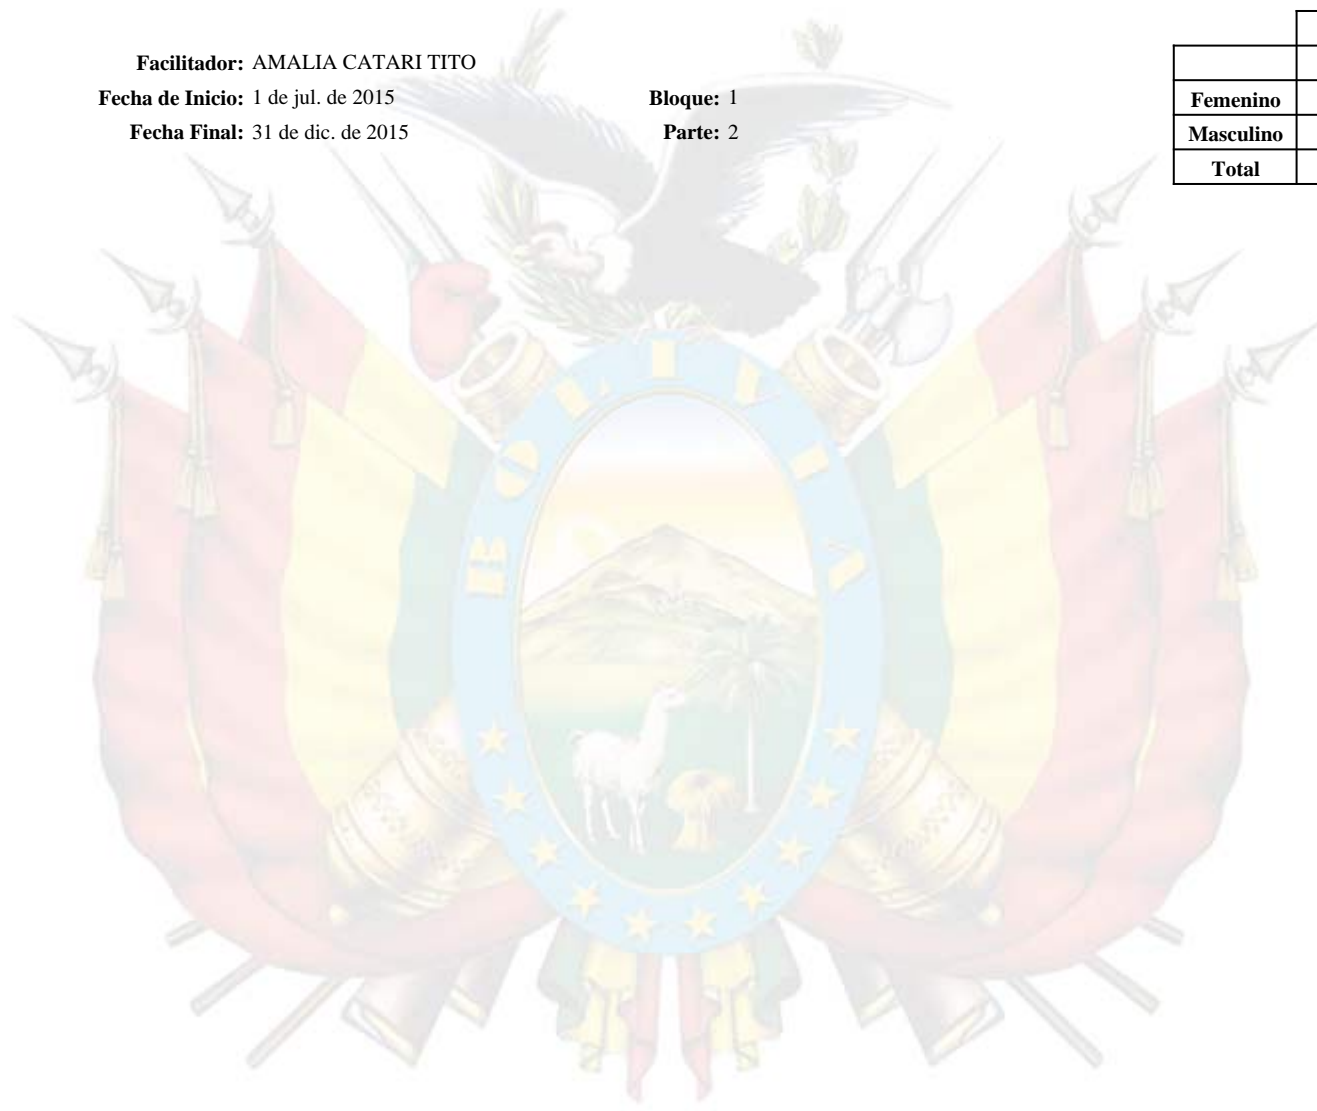 Facilitador: AMALIA CATARI TITO
Fecha de Inicio: 1 de jul. de 2015 Bloque: 1
Fecha Final: 31 de dic. de 2015 Parte: 2
Femenino
Masculino
Total
BOLIVIA